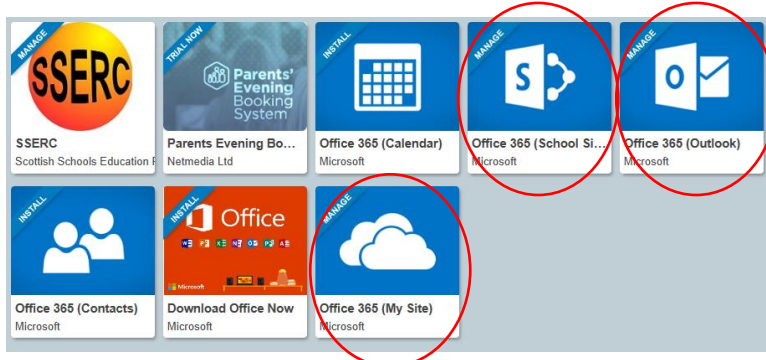 MANAGE
SSERC
SSERC
Scottish Schools Education F
TRIAL NOW
Parents'
Evening
Booking
System
Parents Evening Bo...
Netmedia Ltd
INSTALL
Office 365 (Calendar)
Microsoft
MANAGE
S
Office 365 (School Si...
Microsoft
MANAGE
O
Office 365 (Outlook)
Microsoft
INSTALL
Office 365 (Contacts)
Microsoft
INSTALL
Office
Microsoft
Download Office Now
Microsoft
MANAGE
Office 365 (My Site)
Microsoft